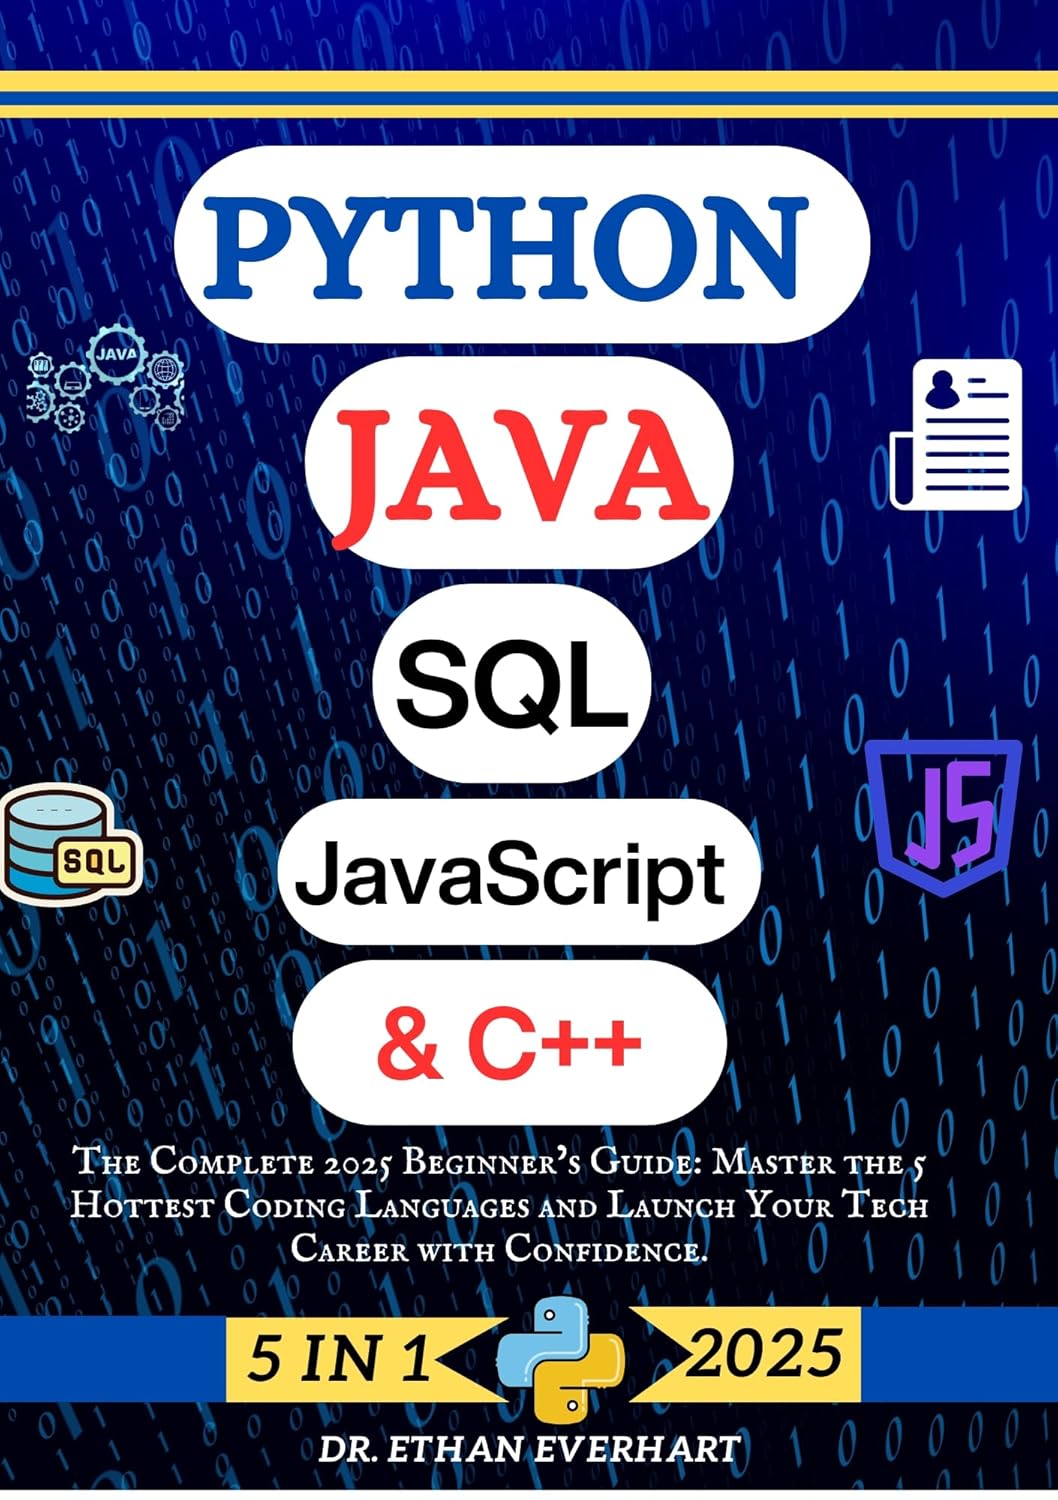 PYTHON
JAVA
JAVA
SQL
JavaScript
JS
SQL
& C++
The Complete 2025 Beginner's Guide: Master the 5
Hottest Coding Languages and Launch Your Tech
Career with Confidence.
5 IN 1
2025
DR. ETHAN EVERHART